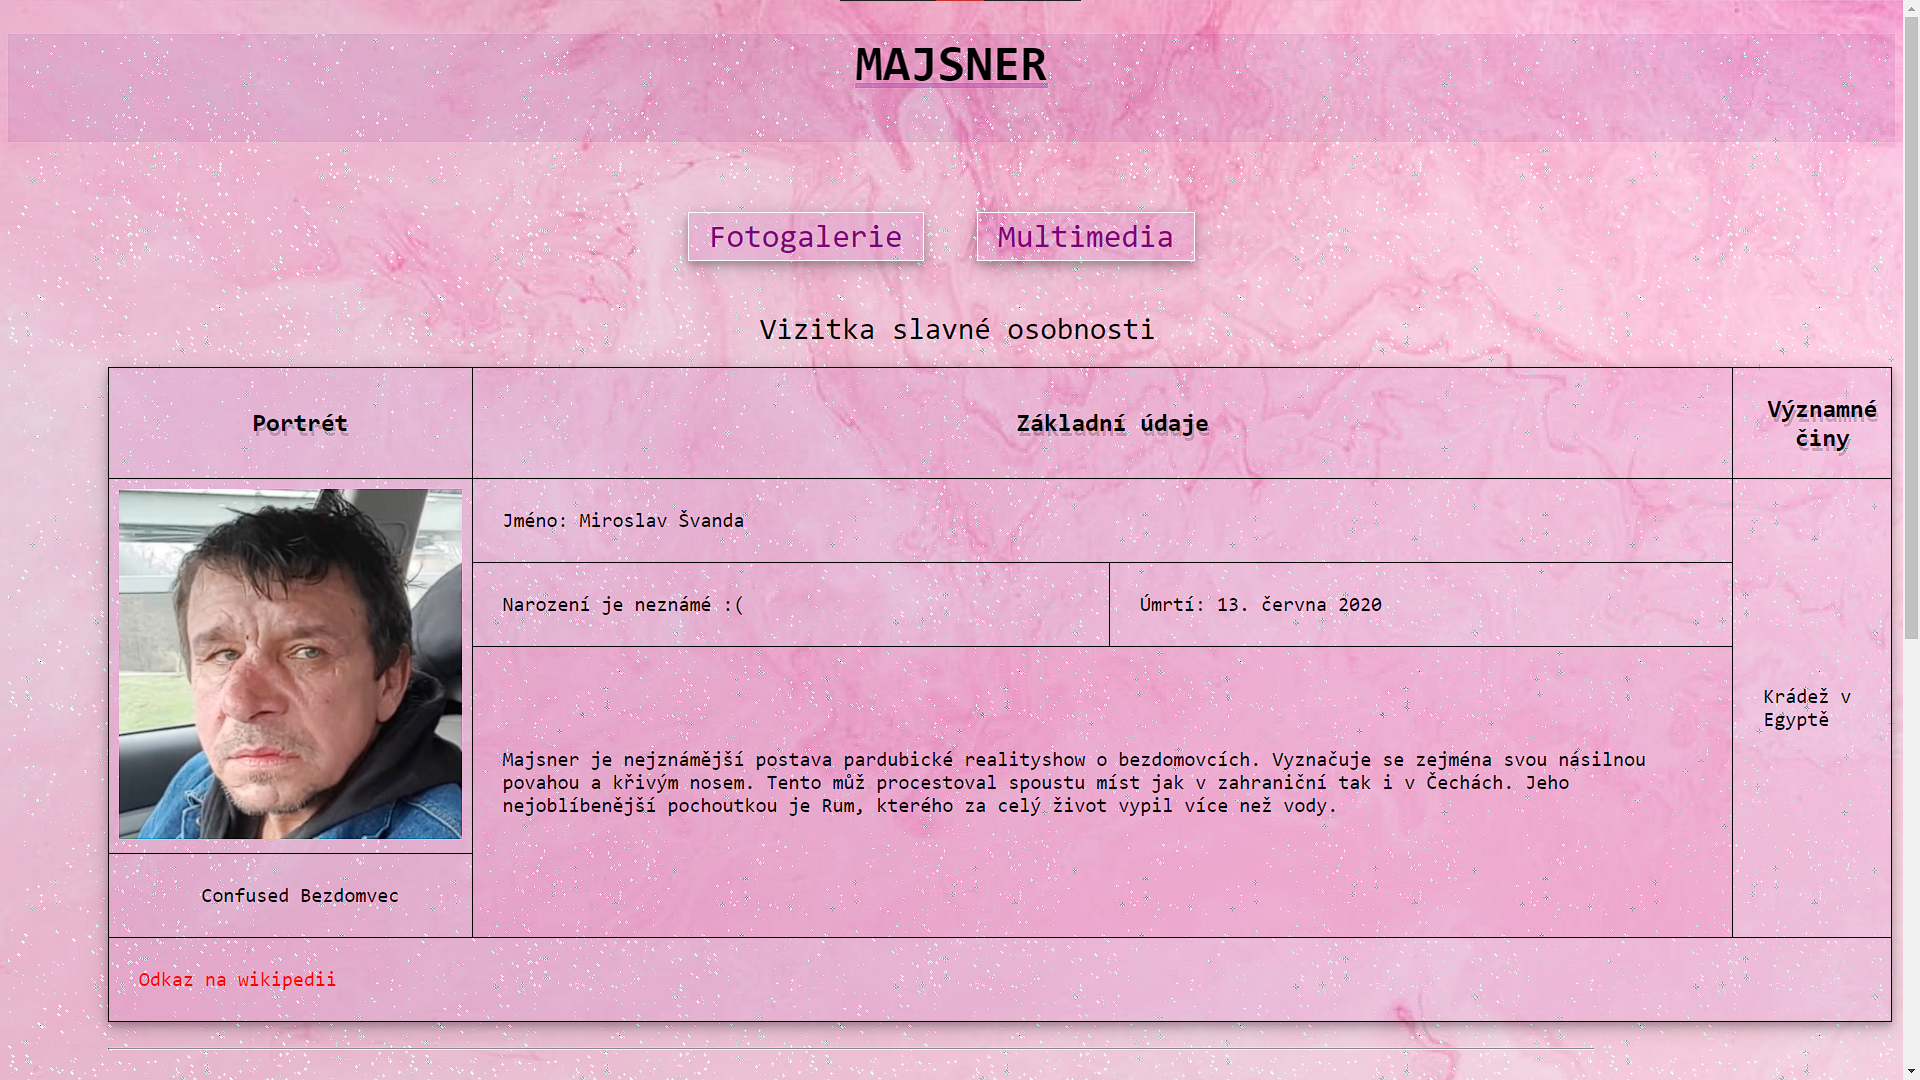 MAJSNER
Fotogalerie
Multimedia
Vizitka slavné osobnosti
Portrét
Základní údaje
Významné
činy
Jméno: Miroslav Švanda
Narození je neznámé :(
Úmrtí: 13. června 2020
Majsner je nejznámější postava pardubické realityshow o bezdomovcích. Vyznačuje se zejména svou násilnou
povahou a křivým nosem. Tento můž procestoval spoustu míst jak v zahraniční tak i v Čechách. Jeho
nejoblíbenější pochoutkou je Rum, kterého za celý život vypil více než vody.
Krádež v
Egyptě
Confused Bezdomvec
Odkaz na wikipedii